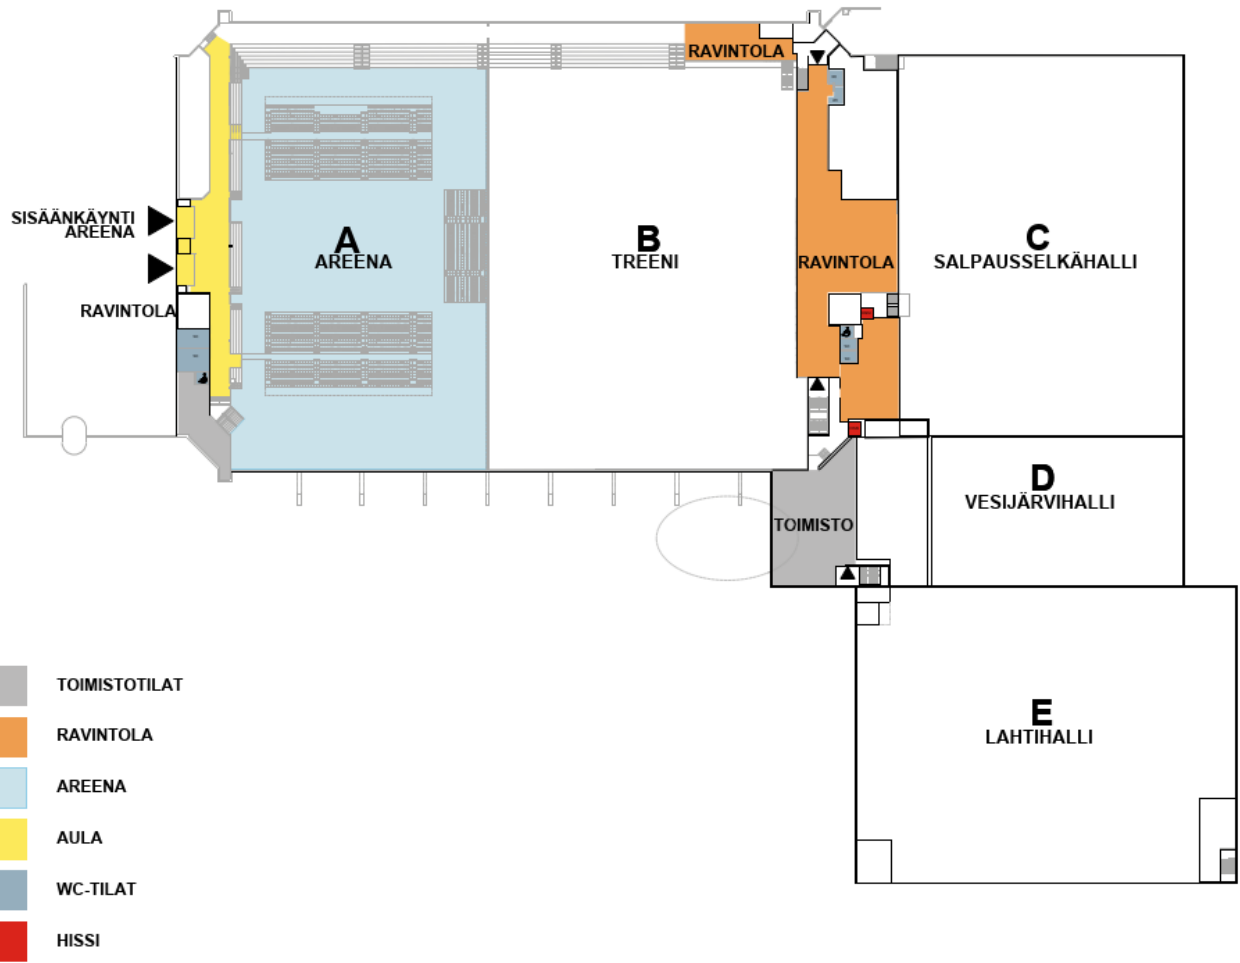 RAVINTOLA
SISÄÄNKÄYNTI
AREENA
A
AREENA
B
TREENI
RAVINTOLA
C
SALPAUSSELKÄHALLI
RAVINTOLA
D
VESIJÄRVIHALLI
TOIMISTO
E
LAHTIHALLI
TOIMISTOTILAT
RAVINTOLA
AREENA
AULA
WC-TILAT
HISSI